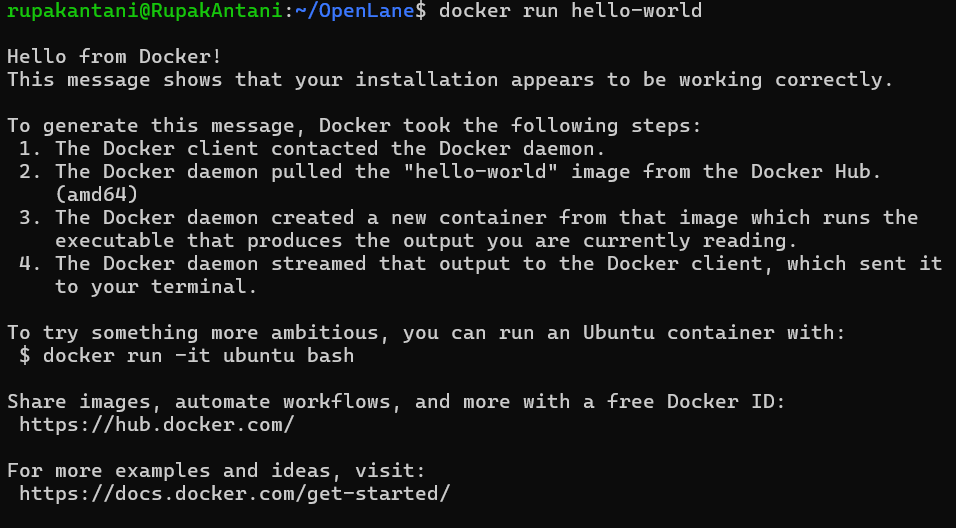 rupakantani@RupakAntani:~/OpenLane$ docker run hello-world
Hello from Docker!
This message shows that your installation appears to be working correctly.
To generate this message, Docker took the following steps:
1. The Docker client contacted the Docker daemon.
2. The Docker daemon pulled the "hello-world" image from the Docker Hub.
(amd64)
3. The Docker daemon created a new container from that image which runs the
executable that produces the output you are currently reading.
4. The Docker daemon streamed that output to the Docker client, which sent it
to your terminal.
To try something more ambitious, you can run an Ubuntu container with:
$ docker run -it ubuntu bash
Share images, automate workflows, and more with a free Docker ID:
https://hub.docker.com/
For more examples and ideas, visit:
https://docs.docker.com/get-started/